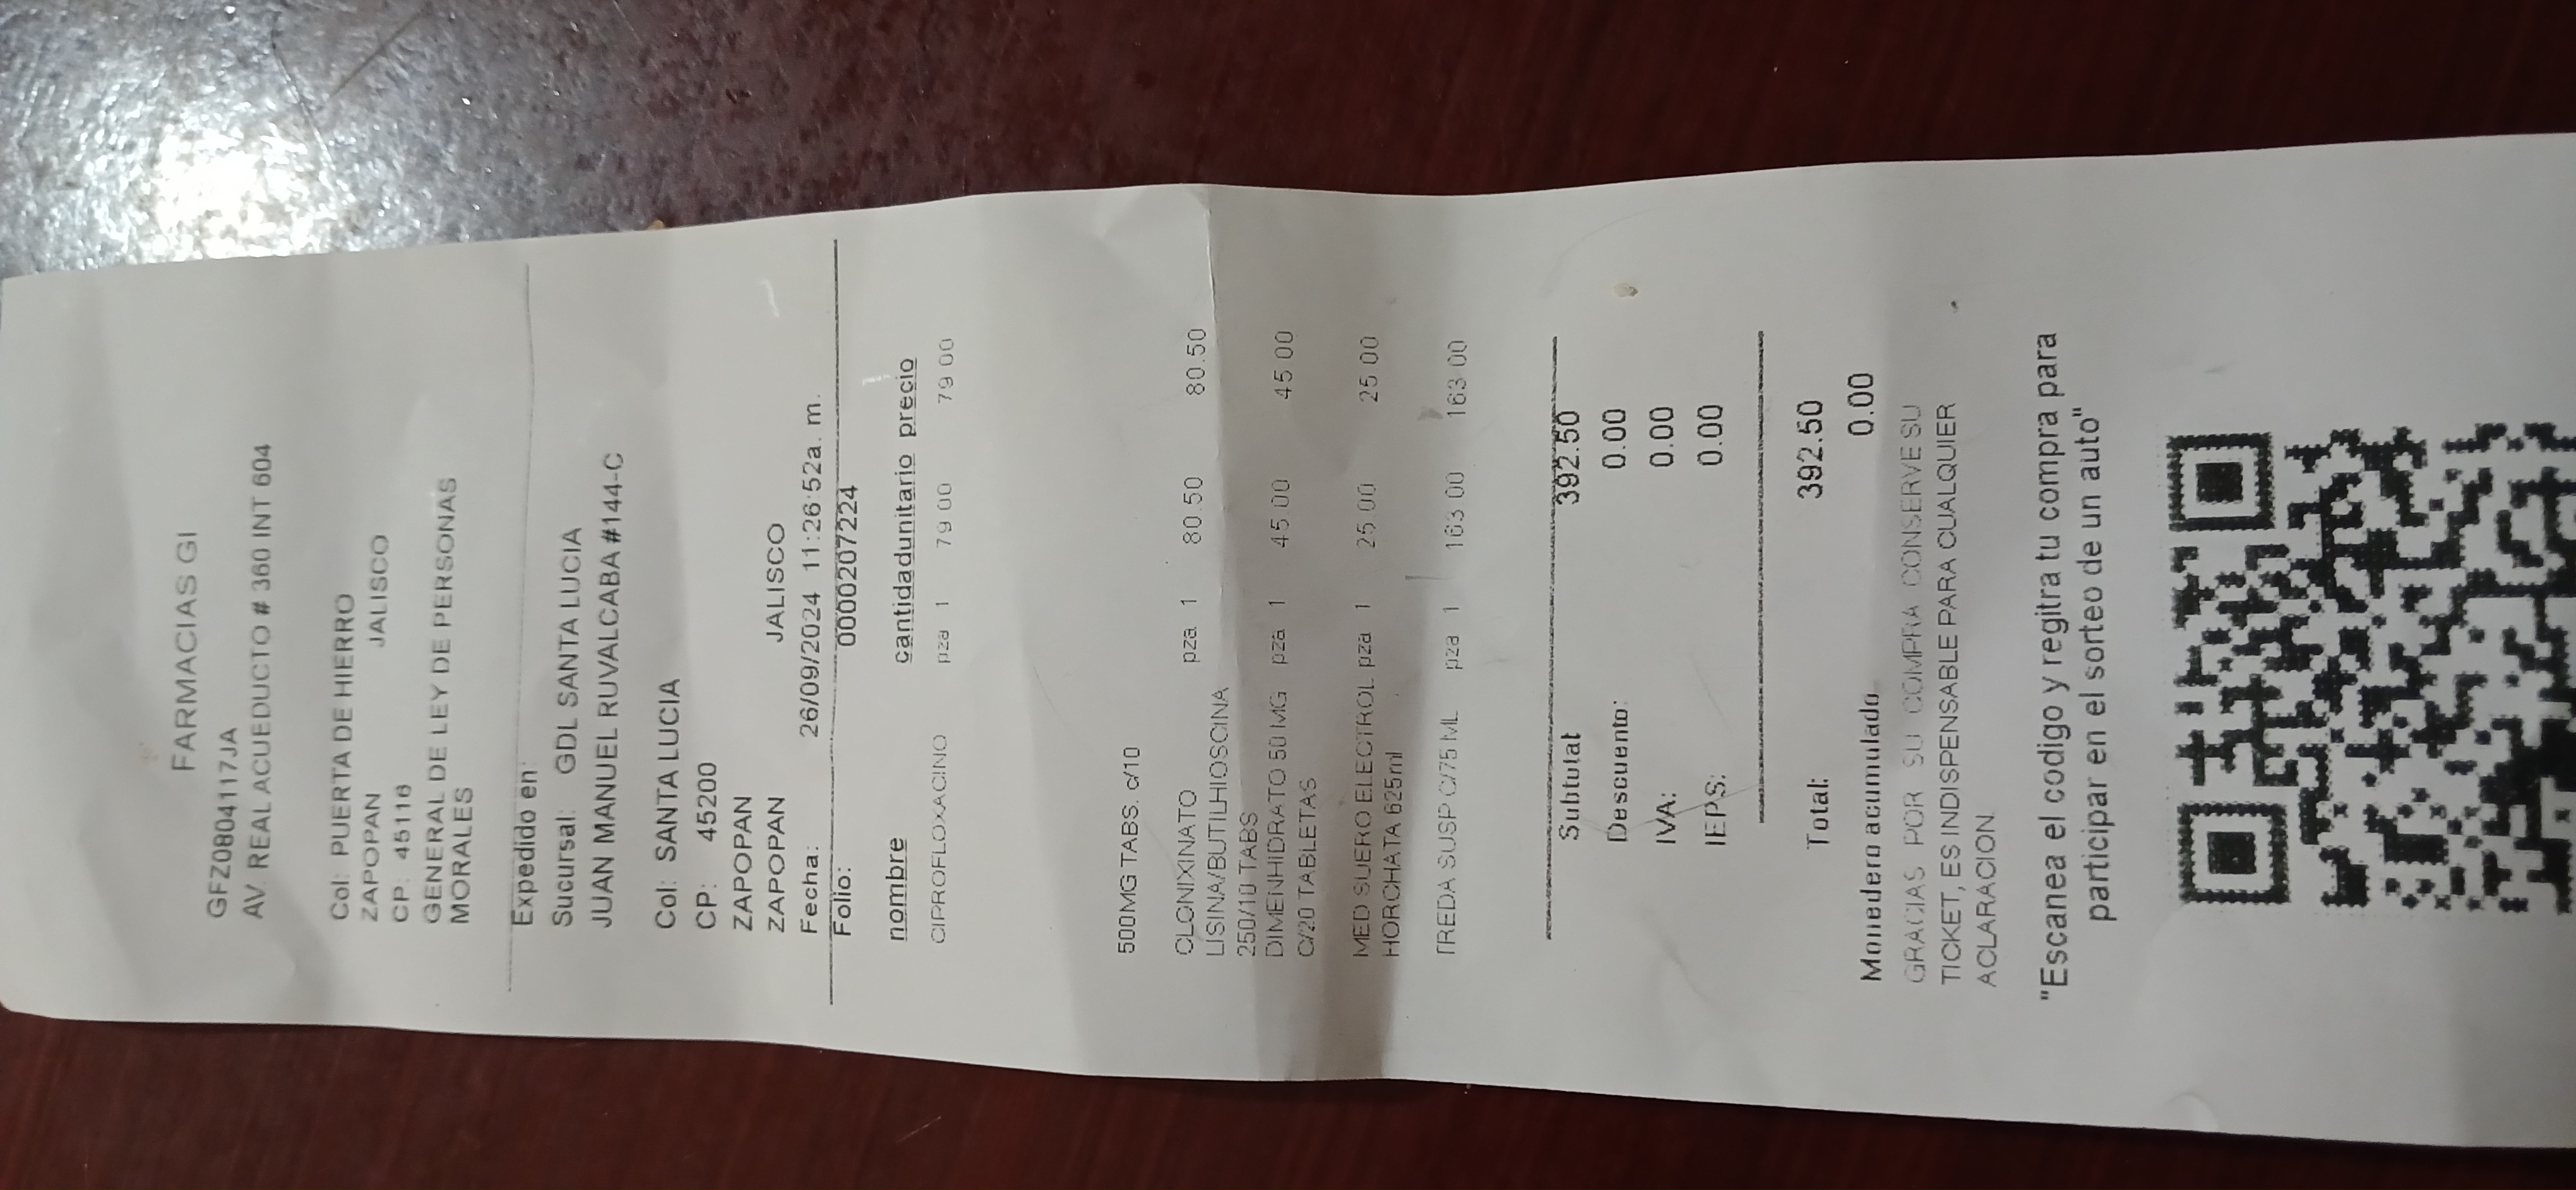 FARMACIAS GI
GFZ0804117JA
AV REAL ACUEDUCTO # 360 INT 604
Col: PUERTA DE HIERRO
ZAPOPAN JALISCO
CP: 45116
GENERAL DE LEY DE PERSONAS
MORALES
Expedido en:
Sucursal: GDL SANTA LUCIA
JUAN MANUEL RUVALCABA #144-C
Col: SANTA LUCIA
CP: 45200
ZAPOPAN
ZAPOPAN JALISCO
Fecha: 26/09/2024 11:26:52a. m.
Folio: 0000207224
nombre cantidadunitario precio
CIPROFLOXACINO pza 1 79.00 79.00
500MG TABS. c/10
CLONIXINATO pza 1 80.50 80.50
LISINA/BUTILHIOSCINA
250/10 TABS
DIMENHIDRATO 50 MG pza 1 45.00 45.00
C/20 TABLETAS
MED SUERO ELECTROL pza 1 25.00 25.00
HORCHATA 625ml
TREDA SUSP C/75 ML pza 1 163.00 163.00
Subtutat 392.50
Descuento: 0.00
IVA: 0.00
IEPS: 0.00
Total: 392.50
Monedero acumulado 0.00
GRACIAS POR SU COMPRA CONSERVE SU
TICKET, ES INDISPENSABLE PARA CUALQUIER
ACLARACION.
"Escanea el codigo y regitra tu compra para
participar en el sorteo de un auto"